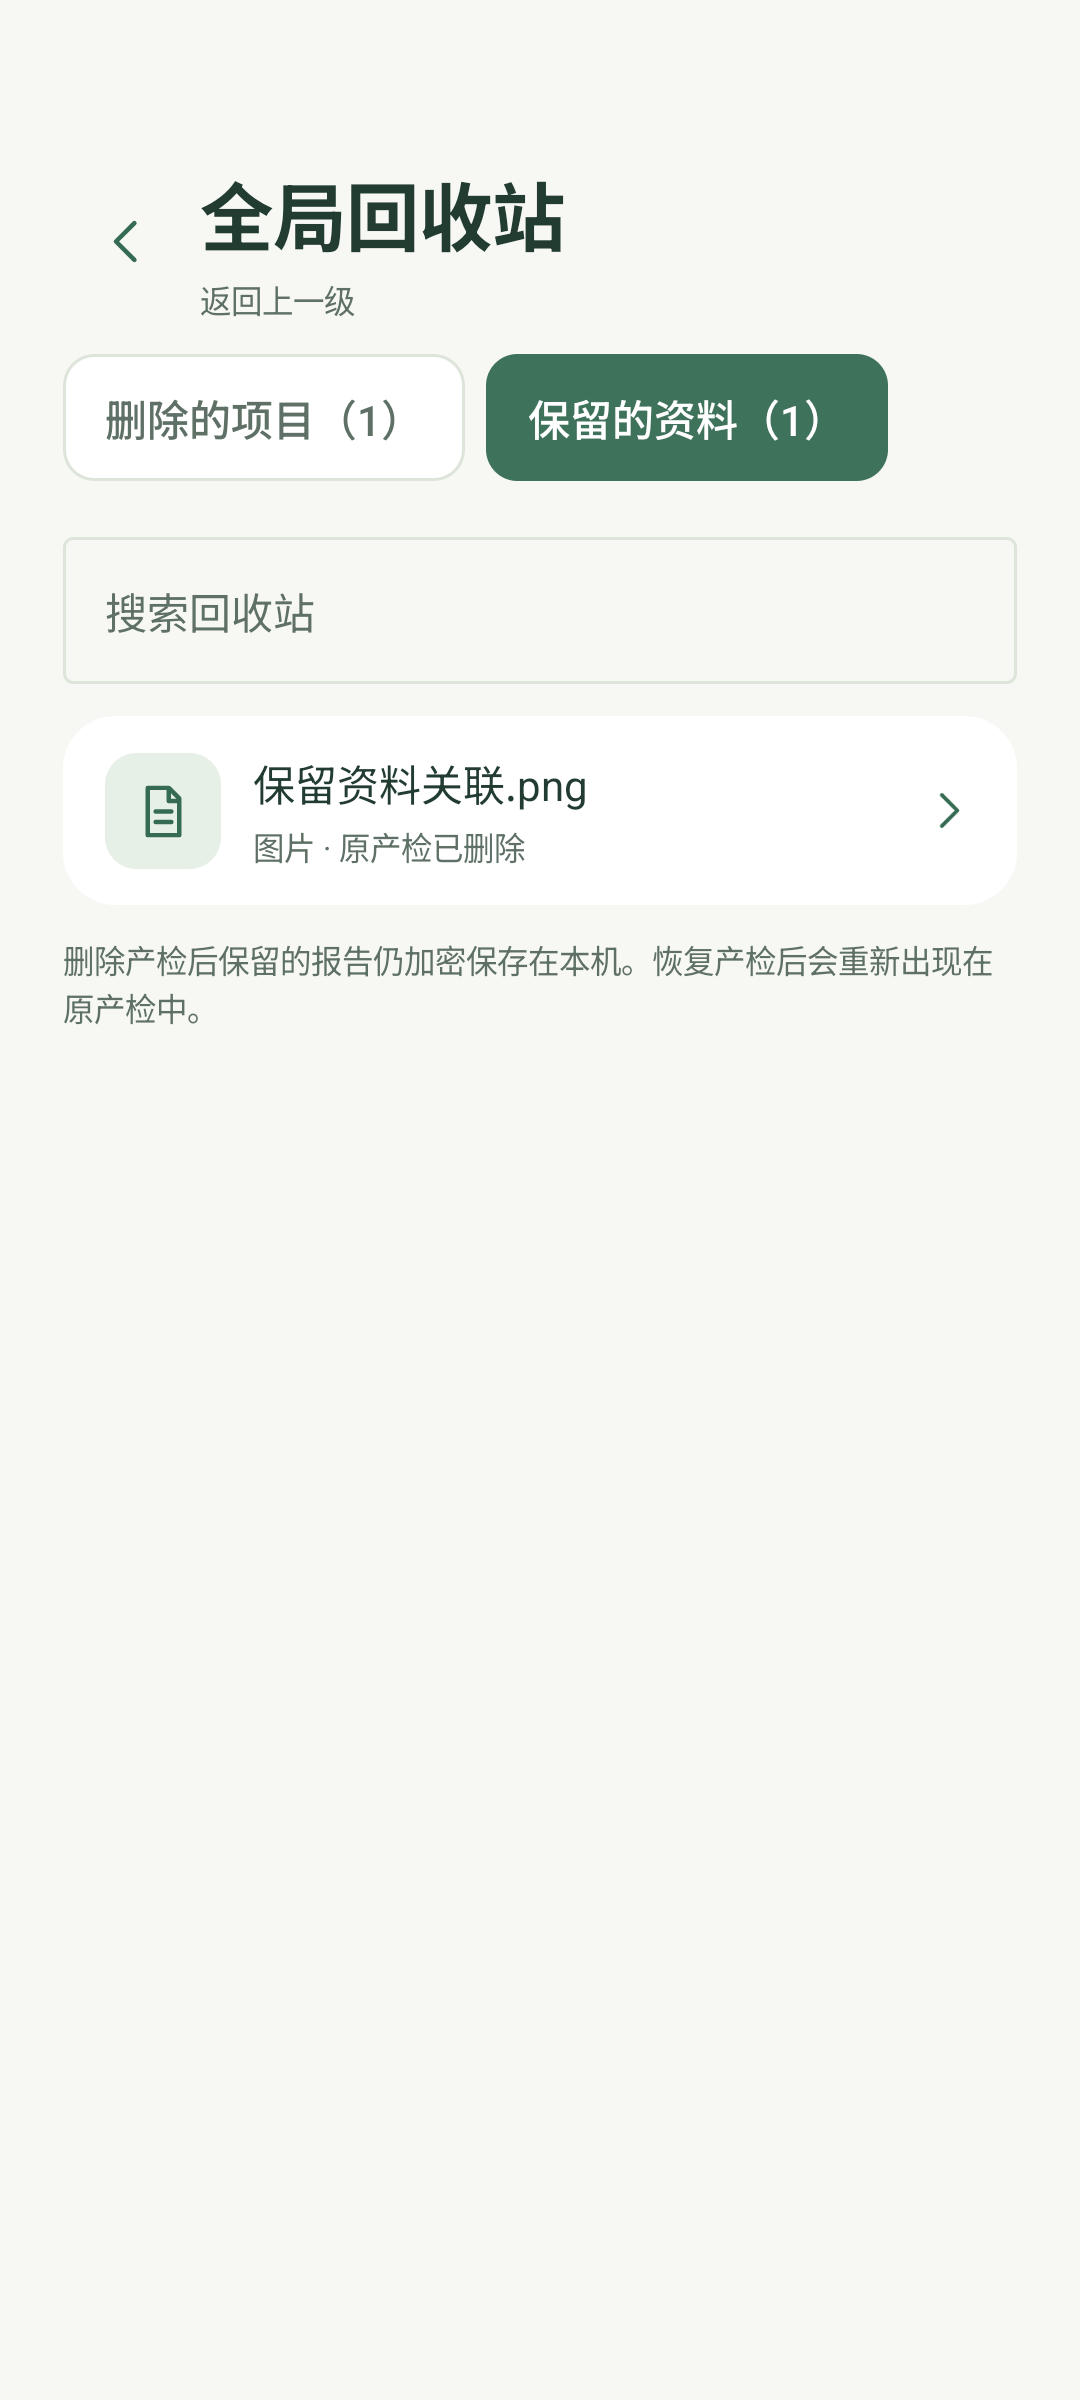 全局回收站
返回上一级
删除的项目（1）
保留的资料（1）
搜索回收站
保留资料关联.png
图片 · 原产检已删除
删除产检后保留的报告仍加密保存在本机。恢复产检后会重新出现在
原产检中。